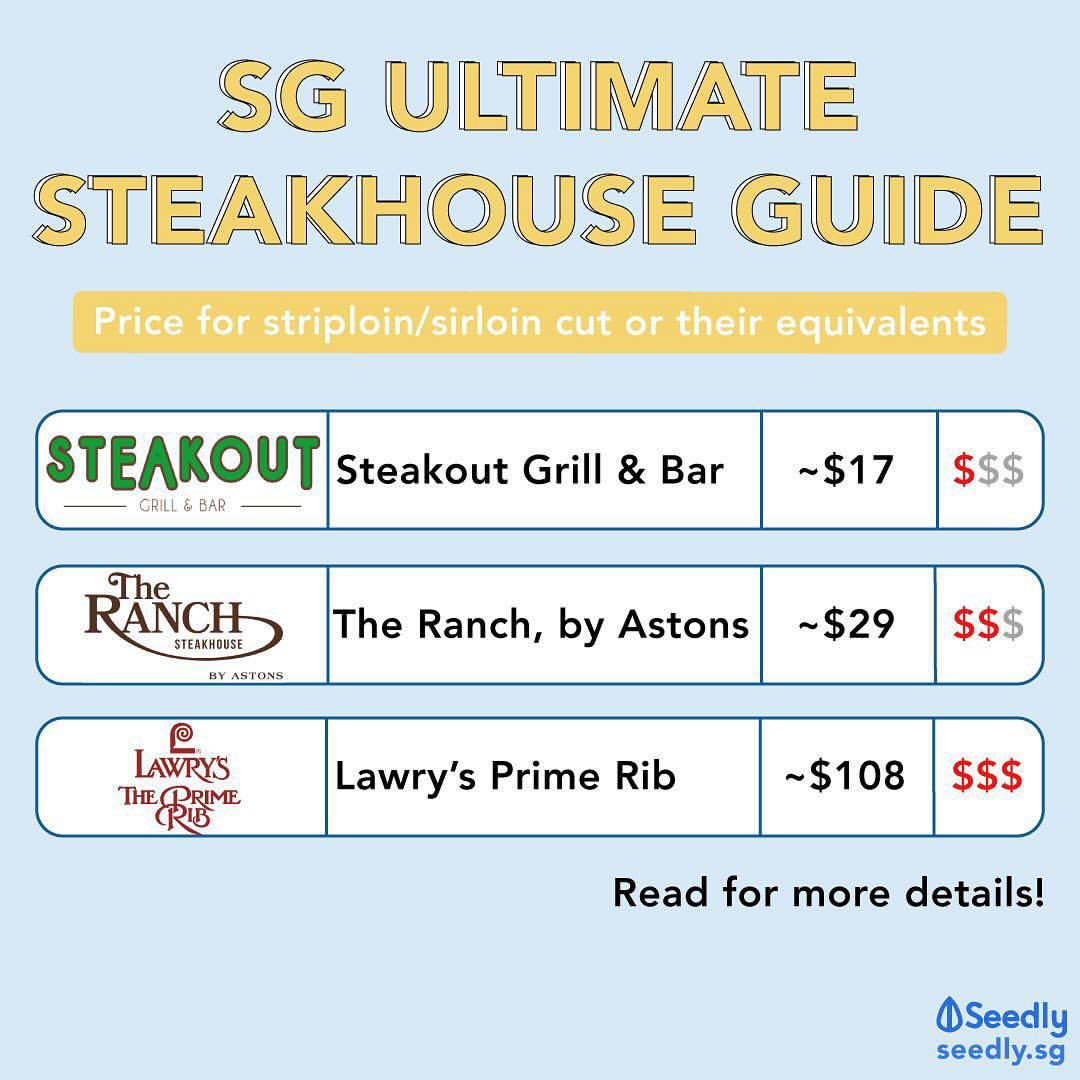 SG ULTIMATE
STEAKHOUSE GUIDE
Price for striploin/sirloin cut or their equivalents
STEAKOUT
GRILL & BAR
Steakout Grill & Bar
~$17
$$$
The
RANCH
STEAKHOUSE
BY ASTONS
The Ranch, by Astons
~$29
$$$
LAWRY'S
THE PRIME
RIB
Lawry's Prime Rib
~$108
$$$
Read for more details!
Seedly
seedly.sg